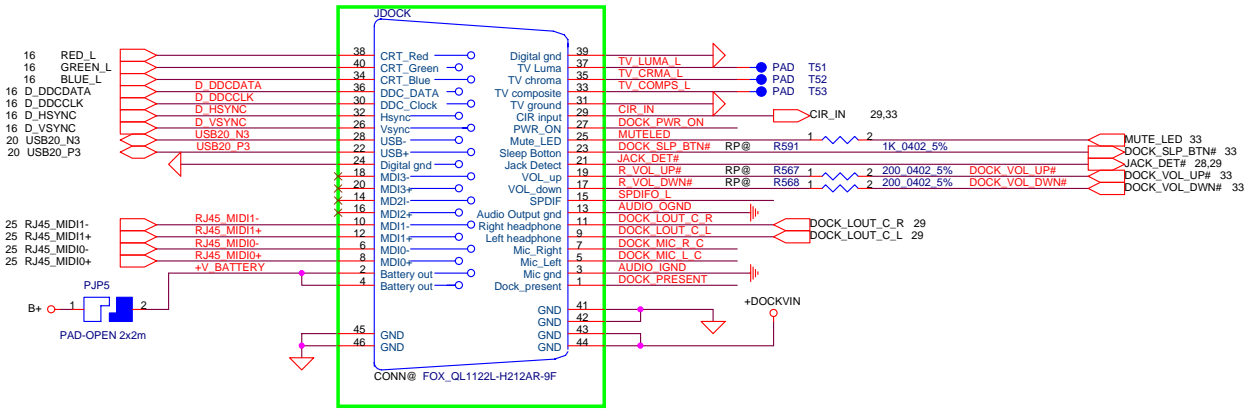 JDOCK
16 RED_L 38 CRT_Red Digital gnd 39
16 GREEN_L 40 CRT_Green TV Luma 37 TV_LUMA_L PAD T51
16 BLUE_L 34 CRT_Blue TV chroma 35 TV_CRMA_L PAD T52
16 D_DDCDATA D_DDCDATA 36 DDC_DATA TV composite 33 TV_COMPS_L PAD T53
16 D_DDCCLK D_DDCCLK 30 DDC_Clock TV ground 31
16 D_HSYNC D_HSYNC 32 Hsync CIR input 29 CIR_IN CIR_IN 29,33
16 D_VSYNC D_VSYNC 26 Vsync PWR_ON 27 DOCK_PWR_ON
20 USB20_N3 USB20_N3 28 USB- Mute_LED 25 MUTELED 1 2 MUTE_LED 33
20 USB20_P3 USB20_P3 22 USB+ Sleep Botton 23 DOCK_SLP_BTN# RP@ R591 1K_0402_5% DOCK_SLP_BTN# 33
24 Digital gnd Jack Detect 21 JACK_DET# JACK_DET# 28,29
18 MDI3- VOL_up 19 R_VOL_UP# RP@ R567 1 2 200_0402_5% DOCK_VOL_UP# DOCK_VOL_UP# 33
20 MDI3+ VOL_down 17 R_VOL_DWN# RP@ R568 1 2 200_0402_5% DOCK_VOL_DWN# DOCK_VOL_DWN# 33
14 MD2I- SPDIF 15 SPDIFO_L
16 MDI2+ Audio Output gnd 13 AUDIO_OGND
25 RJ45_MIDI1- RJ45_MIDI1- 10 MDI1- Right headphone 11 DOCK_LOUT_C_R DOCK_LOUT_C_R 29
25 RJ45_MIDI1+ RJ45_MIDI1+ 12 MDI1+ Left headphone 9 DOCK_LOUT_C_L DOCK_LOUT_C_L 29
25 RJ45_MIDI0- RJ45_MIDI0- 6 MDI0- Mic_Right 7 DOCK_MIC_R_C
25 RJ45_MIDI0+ RJ45_MIDI0+ 8 MDI0+ Mic_Left 5 DOCK_MIC_L_C
+V_BATTERY 2 Battery out Mic gnd 3 AUDIO_IGND
4 Battery out Dock_present 1 DOCK_PRESENT
PJP5
B+ 1 2
PAD-OPEN 2x2m
+DOCKVIN
GND 41
GND 42
45 GND GND 43
46 GND GND 44
CONN@ FOX_QL1122L-H212AR-9F